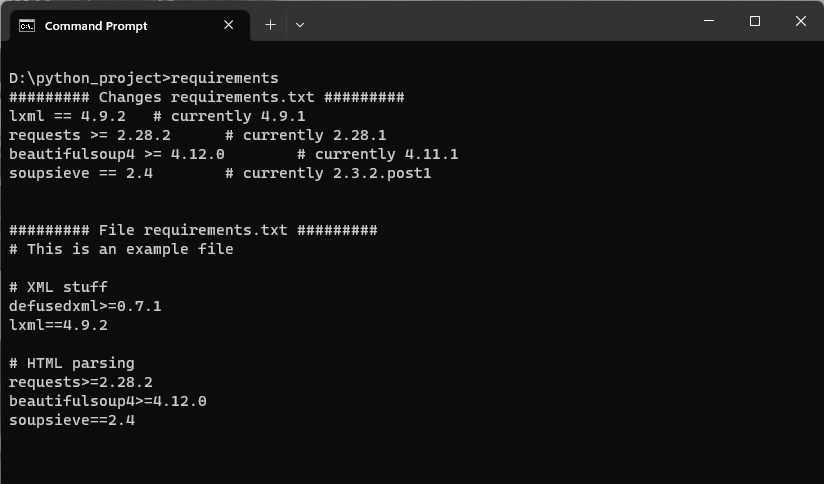 Command Prompt
D:\python_project>requirements
######### Changes requirements.txt #########
lxml == 4.9.2   # currently 4.9.1
requests >= 2.28.2      # currently 2.28.1
beautifulsoup4 >= 4.12.0        # currently 4.11.1
soupsieve == 2.4        # currently 2.3.2.post1
######### File requirements.txt #########
# This is an example file
# XML stuff
defusedxml>=0.7.1
lxml==4.9.2
# HTML parsing
requests>=2.28.2
beautifulsoup4>=4.12.0
soupsieve==2.4